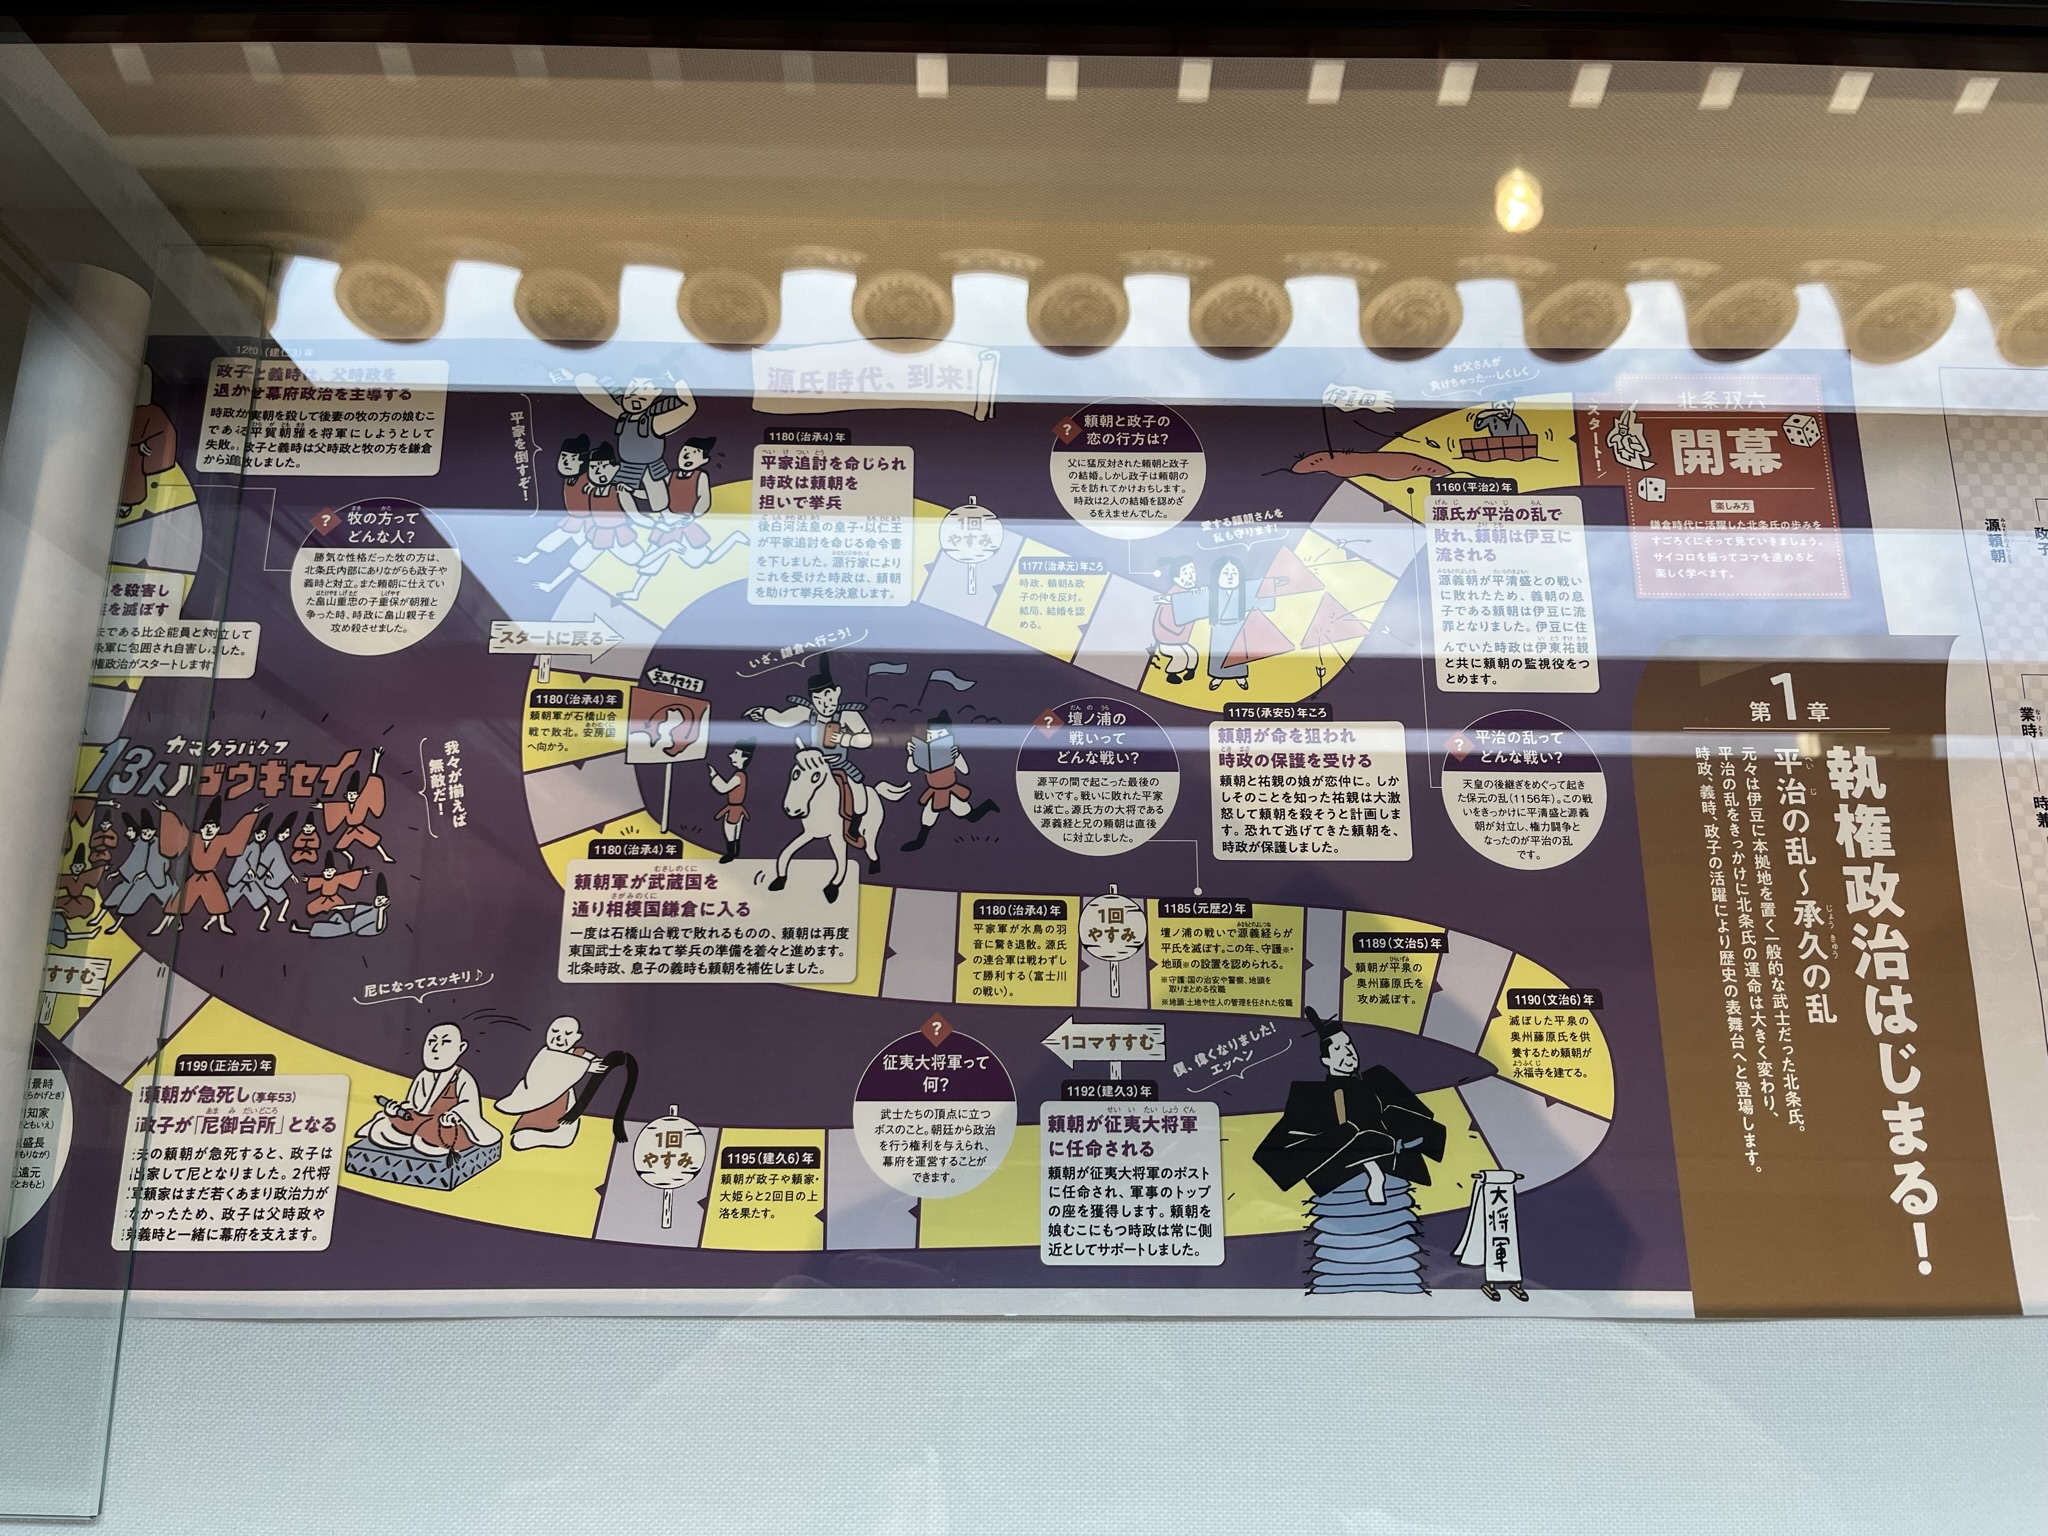 第1章
執権政治はじまる!
平治の乱～承久の乱
元々は伊豆に本拠地を置く一般的な武士だった北条氏。
平治の乱をきっかけに北条氏の運命は大きく変わり、
時政、義時、政子の活躍により歴史の表舞台へと登場します。
北条双六
開幕
楽しみ方
鎌倉時代に活躍した北条氏の歩みを
すごろくにそって見ていきましょう。
サイコロを振ってコマを進めると
楽しく学べます。
スタート!
お父さんが
負けちゃった…しくしく
伊豆国
1160(平治2)年
源氏が平治の乱で
敗れ、頼朝は伊豆に
流される
源義朝が平清盛との戦い
に敗れたため、義朝の息
子である頼朝は伊豆に流
罪となりました。伊豆に住
んでいた時政は伊東祐親
と共に頼朝の監視役をつ
とめます。
?
平治の乱って
どんな戦い?
天皇の後継ぎをめぐって起き
た保元の乱(1156年)。この戦
いをきっかけに平清盛と源義
朝が対立し、権力闘争と
なったのが平治の乱
です。
1175(承安5)年ころ
頼朝が命を狙われ
時政の保護を受ける
頼朝と祐親の娘が恋仲に。しか
しそのことを知った祐親は大激
怒して頼朝を殺そうと計画しま
す。恐れて逃げてきた頼朝を、
時政が保護しました。
愛する頼朝さんを
私も守ります!
?
頼朝と政子の
恋の行方は?
父に猛反対された頼朝と政子
の結婚。しかし政子は頼朝の
元を訪れてかけおちします。
時政は2人の結婚を認めざ
るをえませんでした。
1177(治承元)年ころ
時政、頼朝&政
子の仲を反対。
結局、結婚を認
める。
1回
やすみ
源氏時代、到来!
1180(治承4)年
平家追討を命じられ
時政は頼朝を
担いで挙兵
後白河法皇の皇子・以仁王
が平家追討を命じる命令書
を下しました。源行家により
これを受けた時政は、頼朝
を助けて挙兵を決意します。
平家を倒すぞ!
スタートに戻る
1180(治承4)年
頼朝軍が石橋山合
戦で敗北。安房国
へ向かう。
いざ、鎌倉へ行こう!
1180(治承4)年
頼朝軍が武蔵国を
通り相模国鎌倉に入る
一度は石橋山合戦で敗れるものの、頼朝は再度
東国武士を束ねて挙兵の準備を着々と進めます。
北条時政、息子の義時も頼朝を補佐しました。
1180(治承4)年
平家軍が水鳥の羽
音に驚き退散。源氏
の連合軍は戦わずし
て勝利する(富士川
の戦い)。
1回
やすみ
?
壇ノ浦の
戦いって
どんな戦い?
源平の間で起こった最後の
戦いです。戦いに敗れた平家
は滅亡。源氏方の大将である
源義経と兄の頼朝は直後
に対立しました。
1185(元歴2)年
壇ノ浦の戦いで源義経らが
平氏を滅ぼす。この年、守護※・
地頭※の設置を認められる。
※守護:国の治安や警察、地頭を
取りまとめる役職
※地頭:土地や住人の管理を任された役職
1189(文治5)年
頼朝が平泉の
奥州藤原氏を
攻め滅ぼす。
1190(文治6)年
滅ぼした平泉の
奥州藤原氏を供
養するため頼朝が
永福寺を建てる。
大将軍
僕、偉くなりました!
エッヘン
1コマすすむ
1192(建久3)年
頼朝が征夷大将軍
に任命される
頼朝が征夷大将軍のポスト
に任命され、軍事のトップ
の座を獲得します。頼朝を
娘むこにもつ時政は常に側
近としてサポートしました。
?
征夷大将軍って
何?
武士たちの頂点に立つ
ボスのこと。朝廷から政治
を行う権利を与えられ、
幕府を運営することが
できます。
1195(建久6)年
頼朝が政子や頼家・
大姫らと2回目の上
洛を果たす。
1回
やすみ
尼になってスッキリ♪
1199(正治元)年
頼朝が急死し(享年53)
政子が「尼御台所」となる
夫の頼朝が急死すると、政子は
出家して尼となりました。2代将
軍頼家はまだ若くあまり政治力が
なかったため、政子は父時政や
弟義時と一緒に幕府を支えます。
すすむ
カマクラバクフ
13人ノゴウギセイ
我々が揃えば
無敵だ!
を殺害し
を滅ぼす
である比企能員と対立して
条軍に包囲され自害しました。
権政治がスタートします
?
牧の方って
どんな人?
勝気な性格だった牧の方は、
北条氏内部にありながらも政子や
義時と対立。また頼朝に仕えてい
た畠山重忠の子重保が朝雅と
争った時、時政に畠山親子を
攻め殺させました。
政子と義時は、父時政を
退かせ幕府政治を主導する
時政が実朝を殺して後妻の牧の方の娘むこ
である平賀朝雅を将軍にしようとして
失敗。政子と義時は父時政と牧の方を鎌倉
から追放しました。
源頼朝
政子
業時